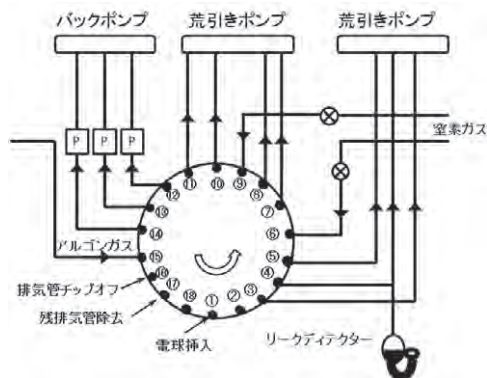 バックポンプ
荒引きポンプ
荒引きポンプ
P P P
窒素ガス
アルゴンガス
排気管チップオフ
残排気管除去
電球挿入
リークディテクター
①
②
③
④
⑤
⑥
⑦
⑧
⑨
⑩
⑪
⑫
⑬
⑭
⑮
⑯
⑰
⑱